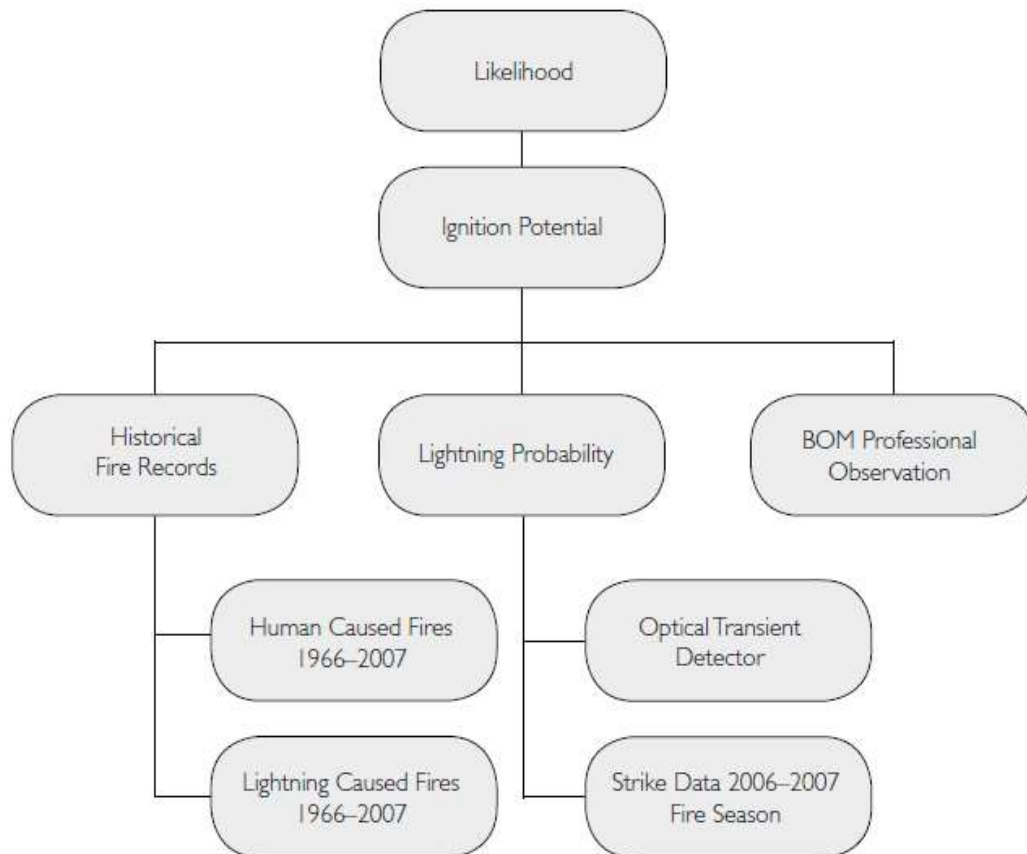 Likelihood
Ignition Potential
Historical
Fire Records
Lightning Probability
BOM Professional
Observation
Human Caused Fires
1966–2007
Optical Transient
Detector
Lightning Caused Fires
1966–2007
Strike Data 2006–2007
Fire Season